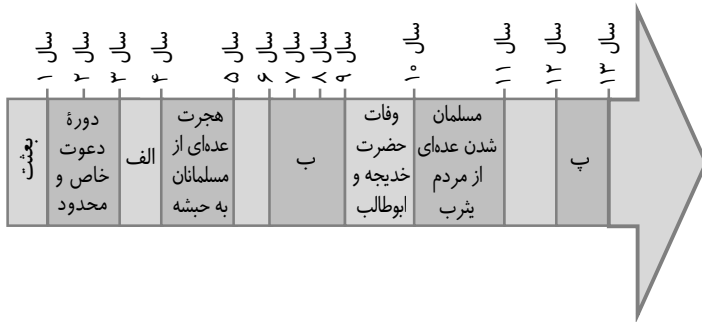 سال ۱
سال ۲
سال ۳
سال ۴
سال ۵
سال ۶
سال ۷
سال ۸
سال ۹
سال ۱۰
سال ۱۱
سال ۱۲
سال ۱۳
بعثت
دورهٔ
دعوت
خاص و
محدود
الف
هجرت
عده‌ای از
مسلمانان
به حبشه
ب
وفات
حضرت
خدیجه و
ابوطالب
مسلمان
شدن عده‌ای
از مردم
یثرب
پ